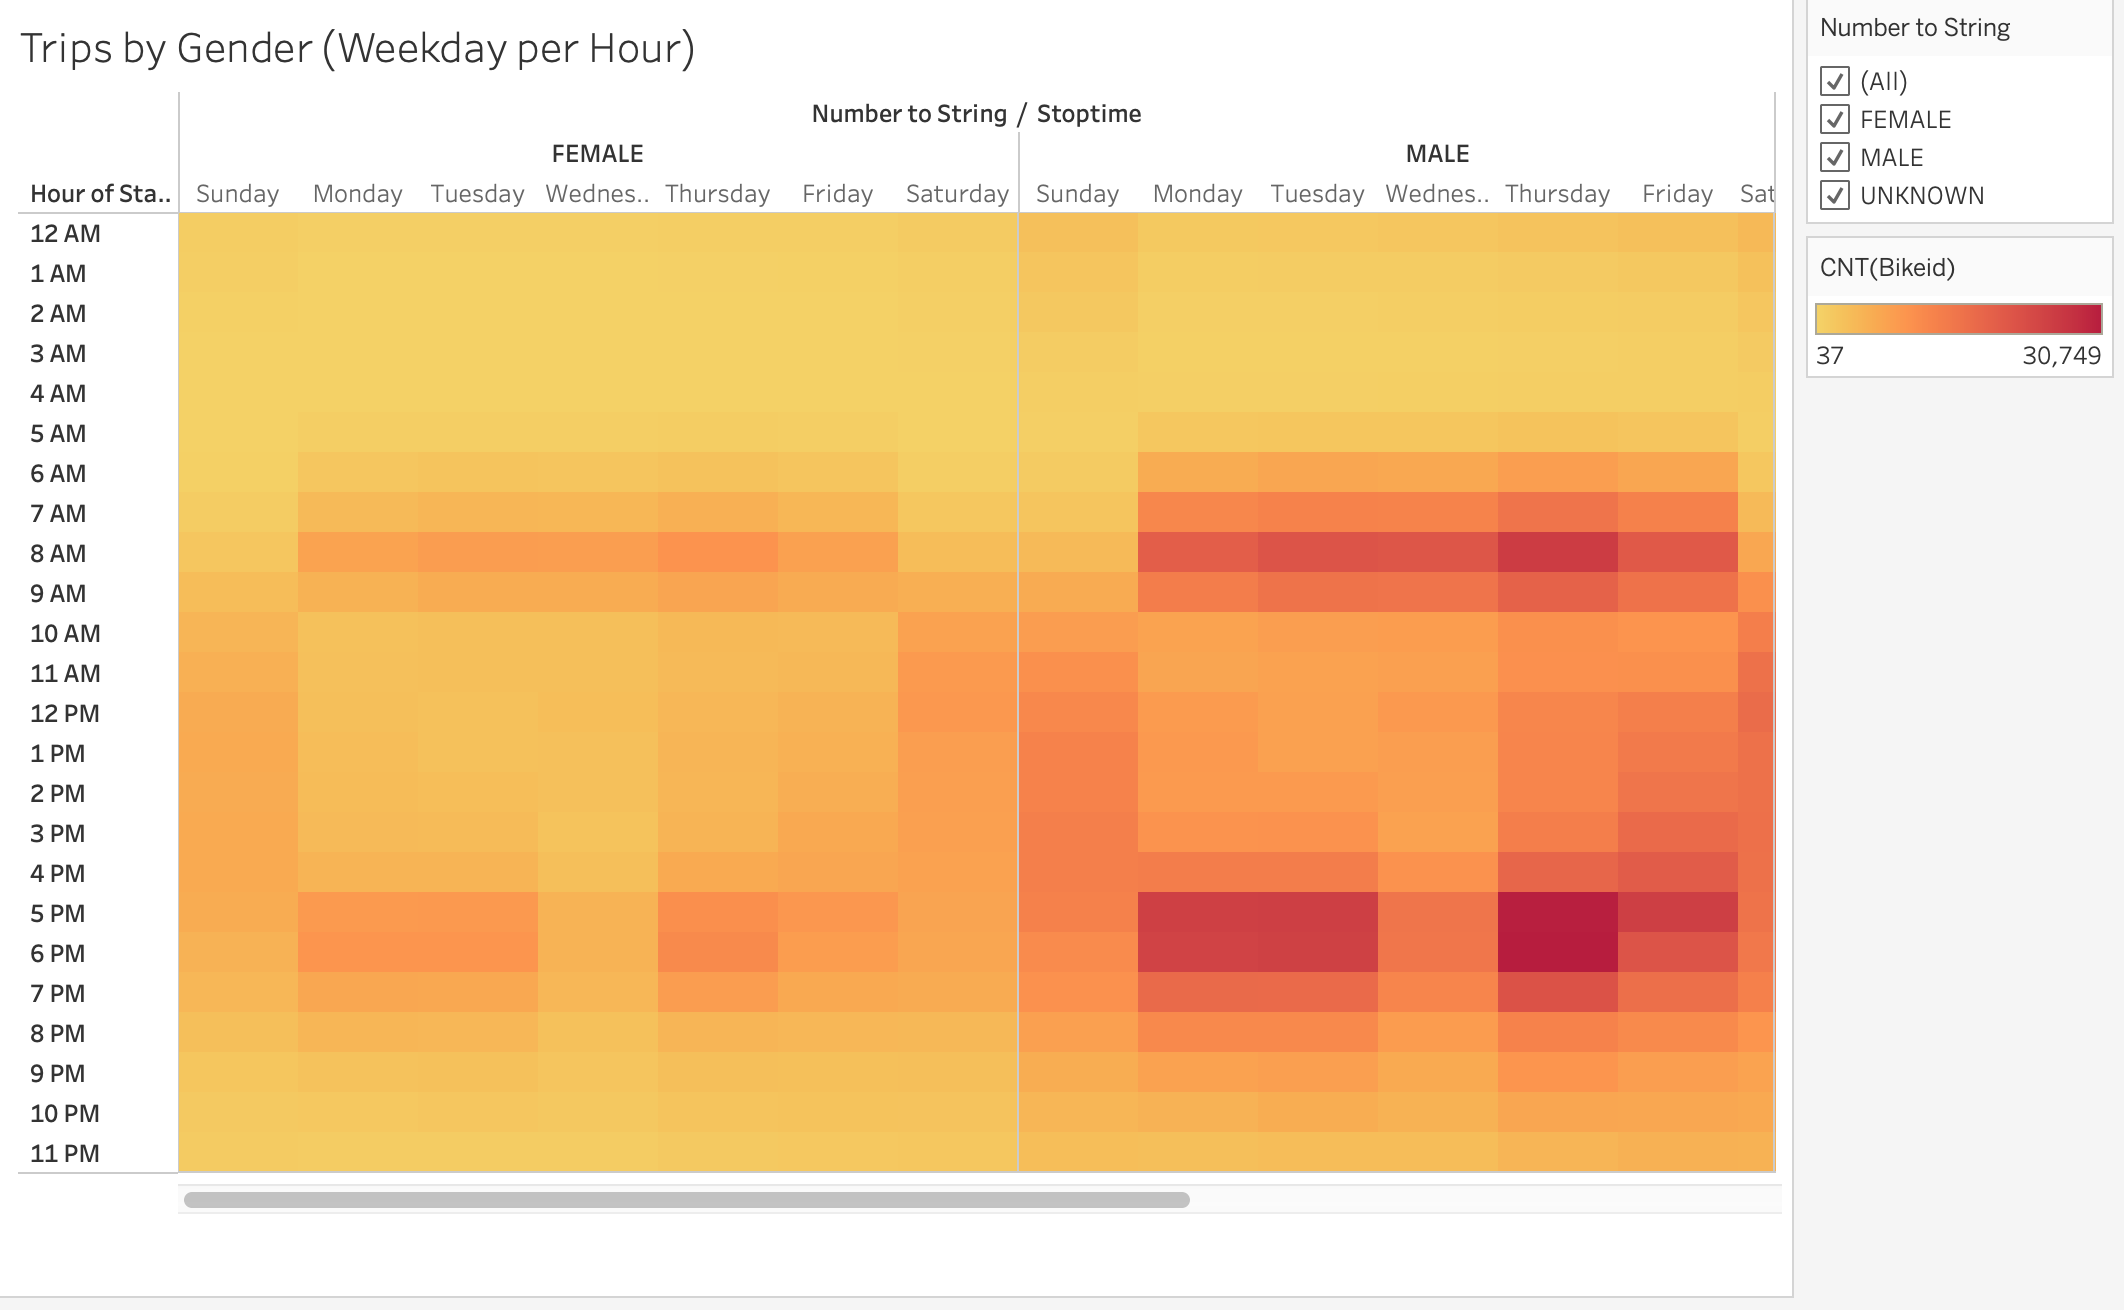 Trips by Gender (Weekday per Hour)
Number to String / Stoptime
FEMALE MALE
Hour of Sta.. Sunday Monday Tuesday Wednes.. Thursday Friday Saturday Sunday Monday Tuesday Wednes.. Thursday Friday Sat
12 AM
1 AM
2 AM
3 AM
4 AM
5 AM
6 AM
7 AM
8 AM
9 AM
10 AM
11 AM
12 PM
1 PM
2 PM
3 PM
4 PM
5 PM
6 PM
7 PM
8 PM
9 PM
10 PM
11 PM
Number to String
(All)
FEMALE
MALE
UNKNOWN
CNT(Bikeid)
37 30,749